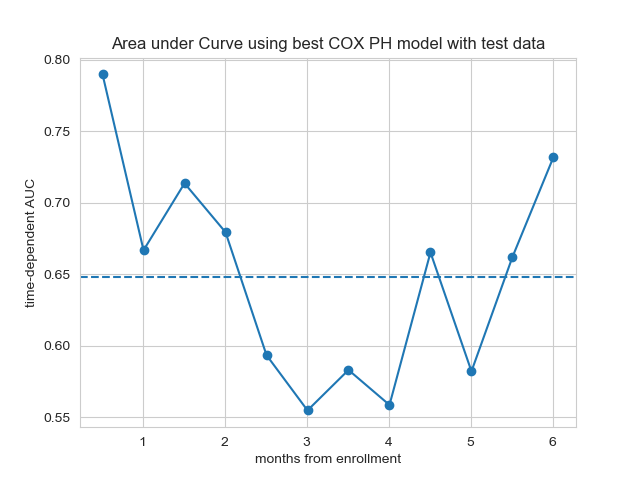 Area under Curve using best COX PH model with test data
time-dependent AUC
0.80
0.75
0.70
0.65
0.60
0.55
1 2 3 4 5 6
months from enrollment